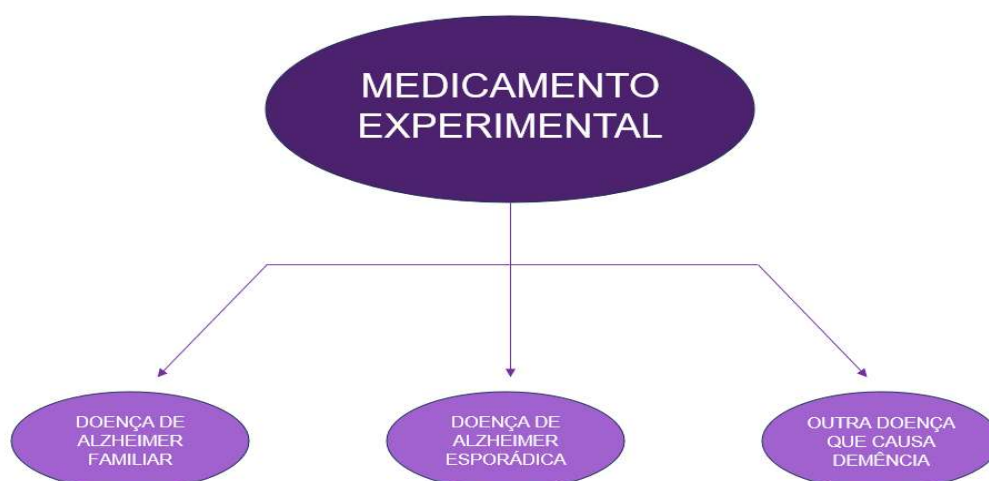 MEDICAMENTO
EXPERIMENTAL
DOENÇA DE
ALZHEIMER
FAMILIAR
DOENÇA DE
ALZHEIMER
ESPORÁDICA
OUTRA DOENÇA
QUE CAUSA
DEMÊNCIA